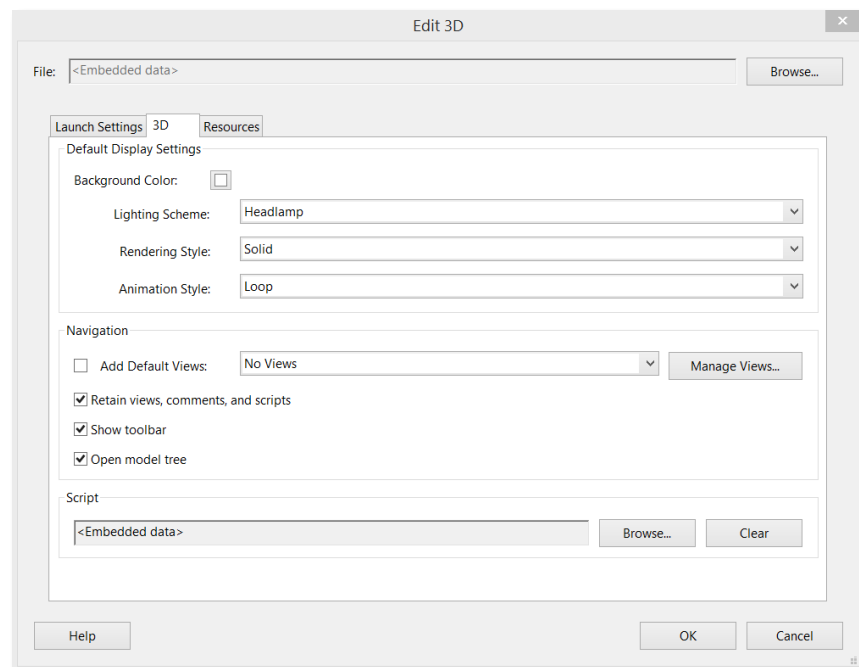 Edit 3D
File: <Embedded data> Browse...
Launch Settings 3D Resources
Default Display Settings
Background Color:
Lighting Scheme: Headlamp
Rendering Style: Solid
Animation Style: Loop
Navigation
Add Default Views: No Views Manage Views...
Retain views, comments, and scripts
Show toolbar
Open model tree
Script
<Embedded data> Browse... Clear
Help OK Cancel